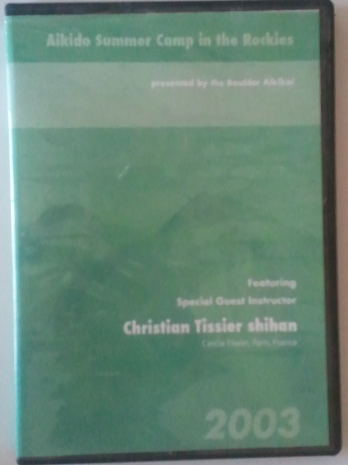 Aikido Summer Camp in the Rockies
presented by the Boulder Aikikai
Featuring
Special Guest Instructor
Christian Tissier shihan
Cercle Tissier, Paris, France
2003